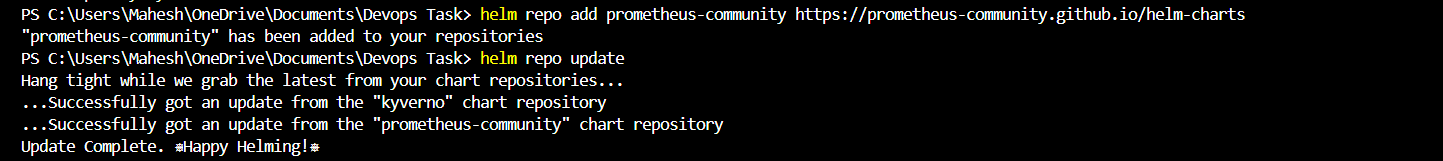 PS C:\Users\Mahesh\OneDrive\Documents\Devops Task> helm repo add prometheus-community https://prometheus-community.github.io/helm-charts
"prometheus-community" has been added to your repositories
PS C:\Users\Mahesh\OneDrive\Documents\Devops Task> helm repo update
Hang tight while we grab the latest from your chart repositories...
...Successfully got an update from the "kyverno" chart repository
...Successfully got an update from the "prometheus-community" chart repository
Update Complete. ⎈Happy Helming!⎈